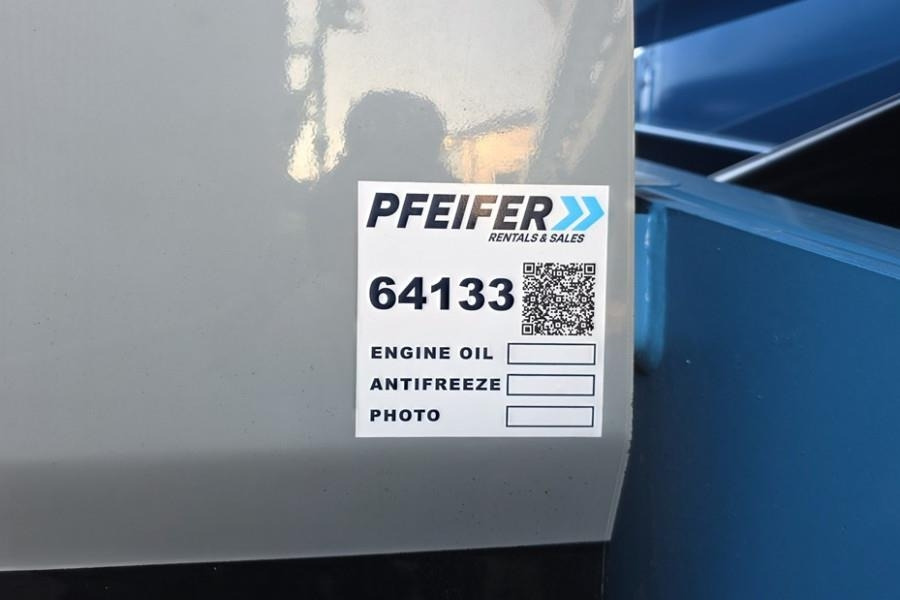 PFEIFER
RENTALS & SALES
64133
ENGINE OIL
ANTIFREEZE
PHOTO